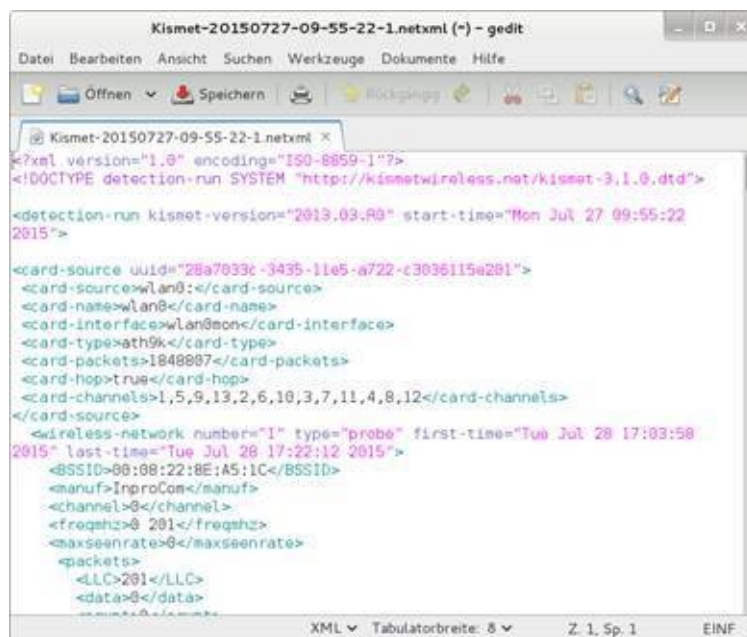 Kismet-20150727-09-55-22-1.netxml (~) - gedit
Datei Bearbeiten Ansicht Suchen Werkzeuge Dokumente Hilfe
Öffnen Speichern Rückgängig
Kismet-20150727-09-55-22-1.netxml ×
<?xml version="1.0" encoding="ISO-8859-1"?>
<!DOCTYPE detection-run SYSTEM "http://kismetwireless.net/kismet-3.1.0.dtd">
<detection-run kismet-version="2013.03.R0" start-time="Mon Jul 27 09:55:22
2015">
<card-source uuid="28a7033c-3435-11e5-a722-c3036115e201">
<card-source>wlan0:</card-source>
<card-name>wlan0</card-name>
<card-interface>wlan0mon</card-interface>
<card-type>ath9k</card-type>
<card-packets>1848807</card-packets>
<card-hop>true</card-hop>
<card-channels>1,5,9,13,2,6,10,3,7,11,4,8,12</card-channels>
</card-source>
<wireless-network number="1" type="probe" first-time="Tue Jul 28 17:03:58
2015" last-time="Tue Jul 28 17:22:12 2015">
<BSSID>00:08:22:8E:A5:1C</BSSID>
<manuf>InproCom</manuf>
<channel>0</channel>
<freqmhz>0 201</freqmhz>
<maxseenrate>0</maxseenrate>
<packets>
<LLC>201</LLC>
<data>0</data>
XML Tabulatorbreite: 8 Z. 1, Sp. 1 EINF